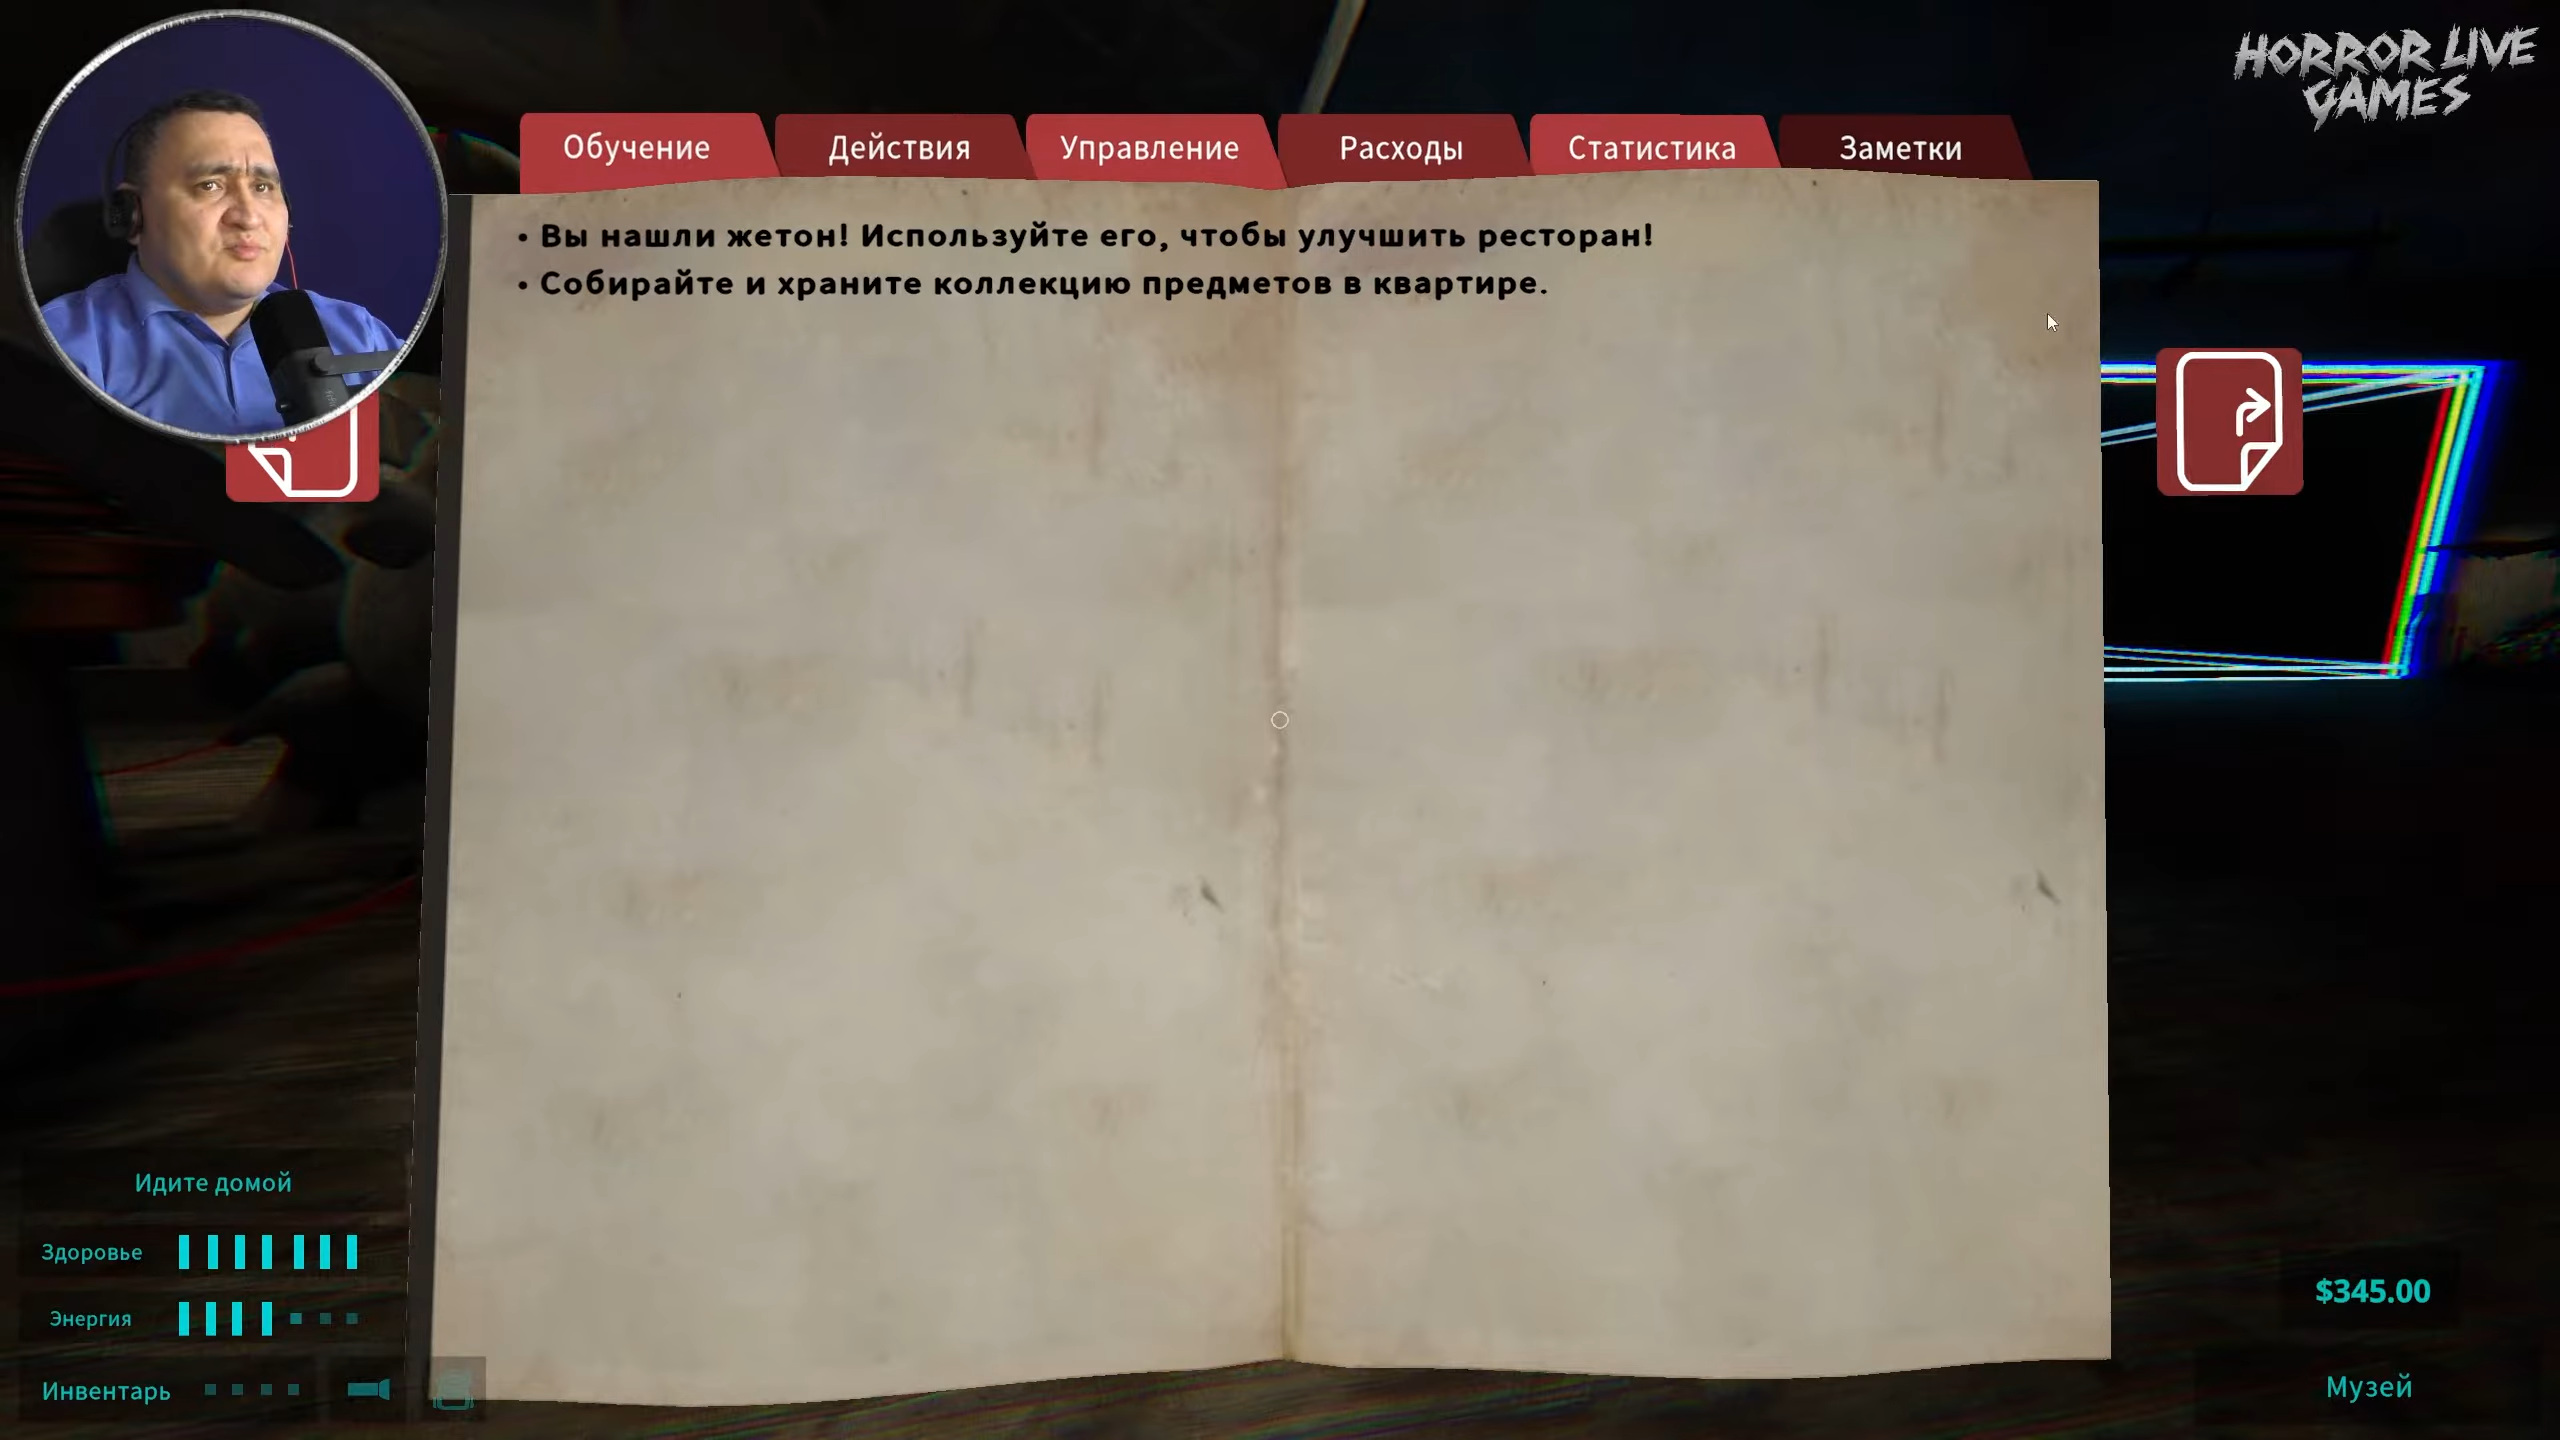 HORROR LIVE
GAMES
Обучение
Действия
Управление
Расходы
Статистика
Заметки
• Вы нашли жетон! Используйте его, чтобы улучшить ресторан!
• Собирайте и храните коллекцию предметов в квартире.
Идите домой
Здоровье
Энергия
Инвентарь
$345.00
Музей